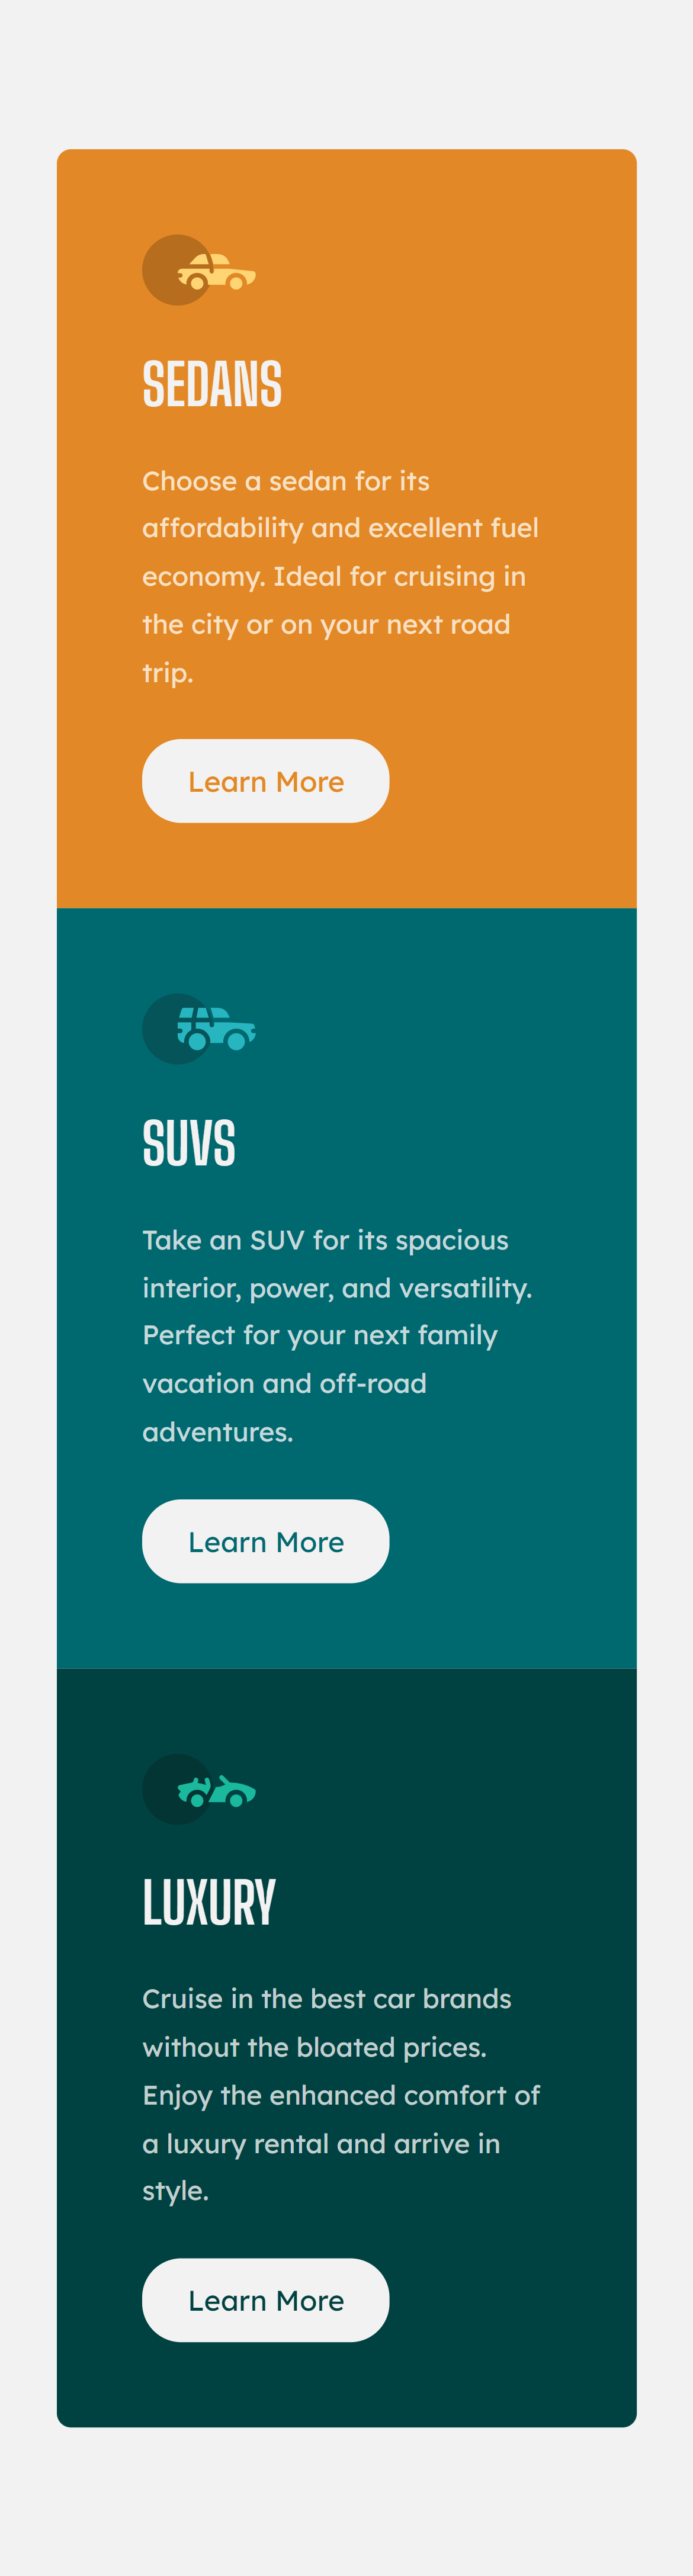 SEDANS
Choose a sedan for its
affordability and excellent fuel
economy. Ideal for cruising in
the city or on your next road
trip.
Learn More
SUVS
Take an SUV for its spacious
interior, power, and versatility.
Perfect for your next family
vacation and off-road
adventures.
Learn More
LUXURY
Cruise in the best car brands
without the bloated prices.
Enjoy the enhanced comfort of
a luxury rental and arrive in
style.
Learn More